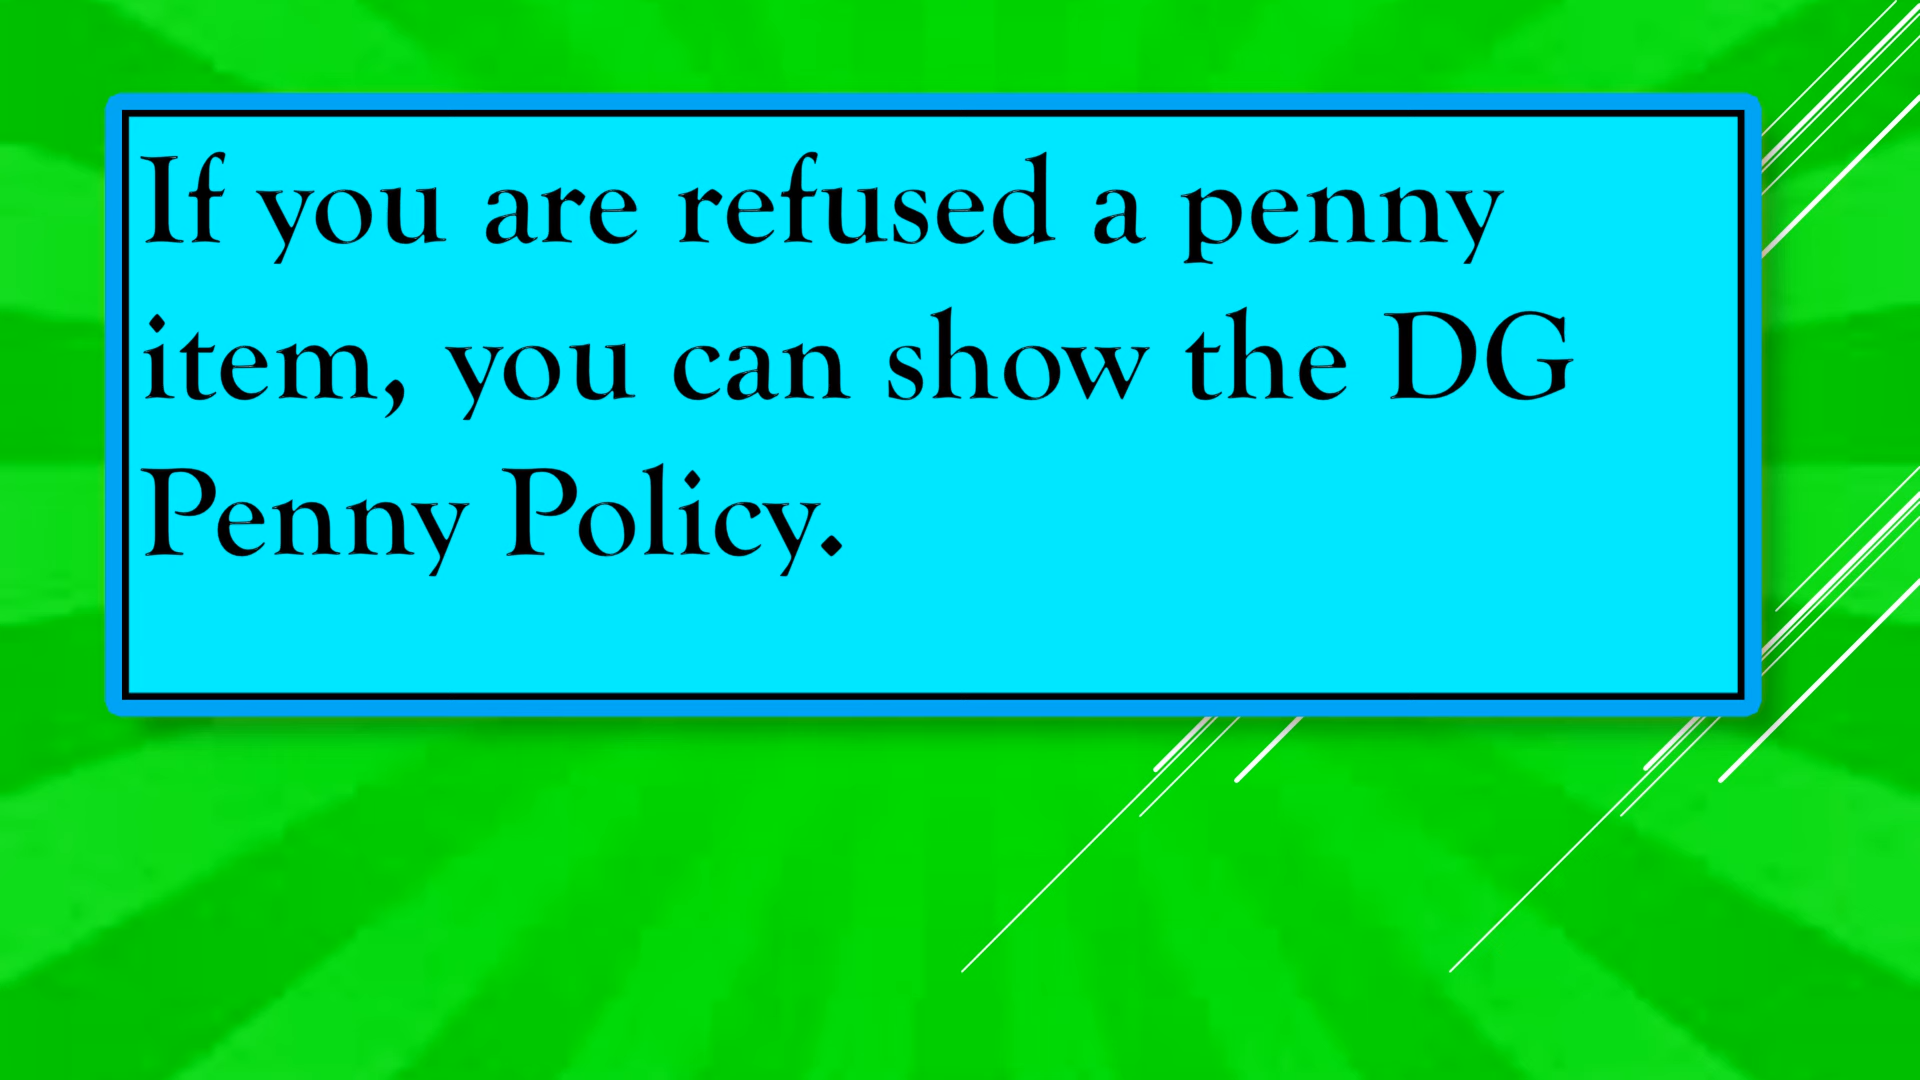 If you are refused a penny
item, you can show the DG
Penny Policy.